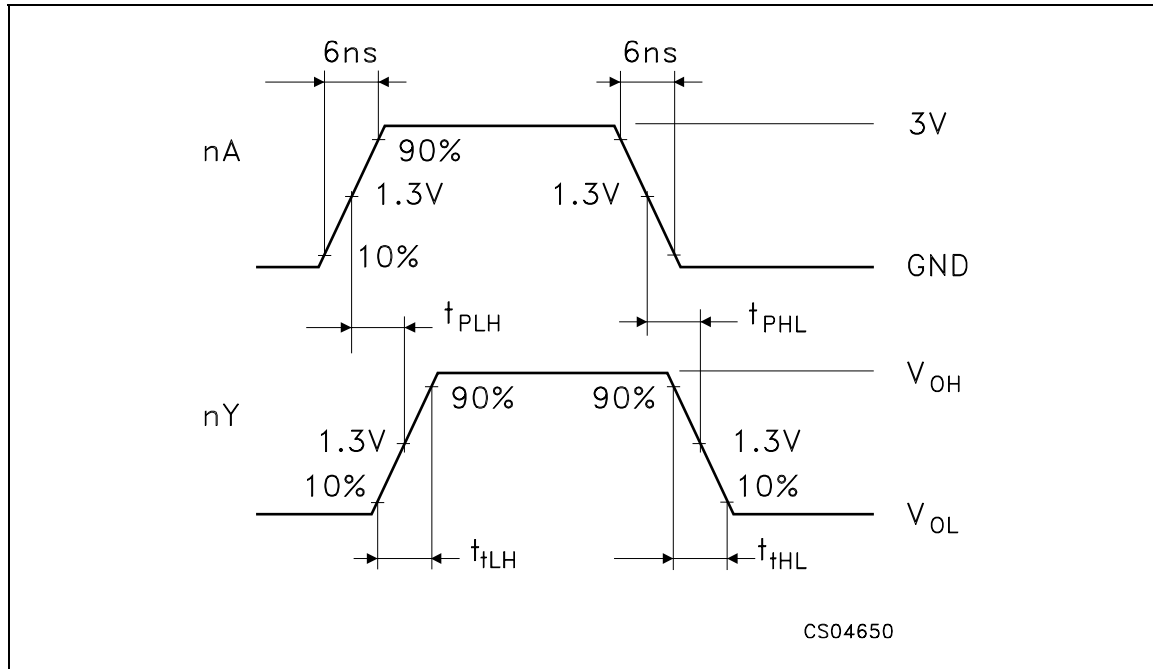 6ns 6ns
3V
nA 90%
1.3V 1.3V
10% GND
tPLH tPHL
VOH
90% 90%
nY
1.3V 1.3V
10% 10%
VOL
ttLH ttHL
CS04650